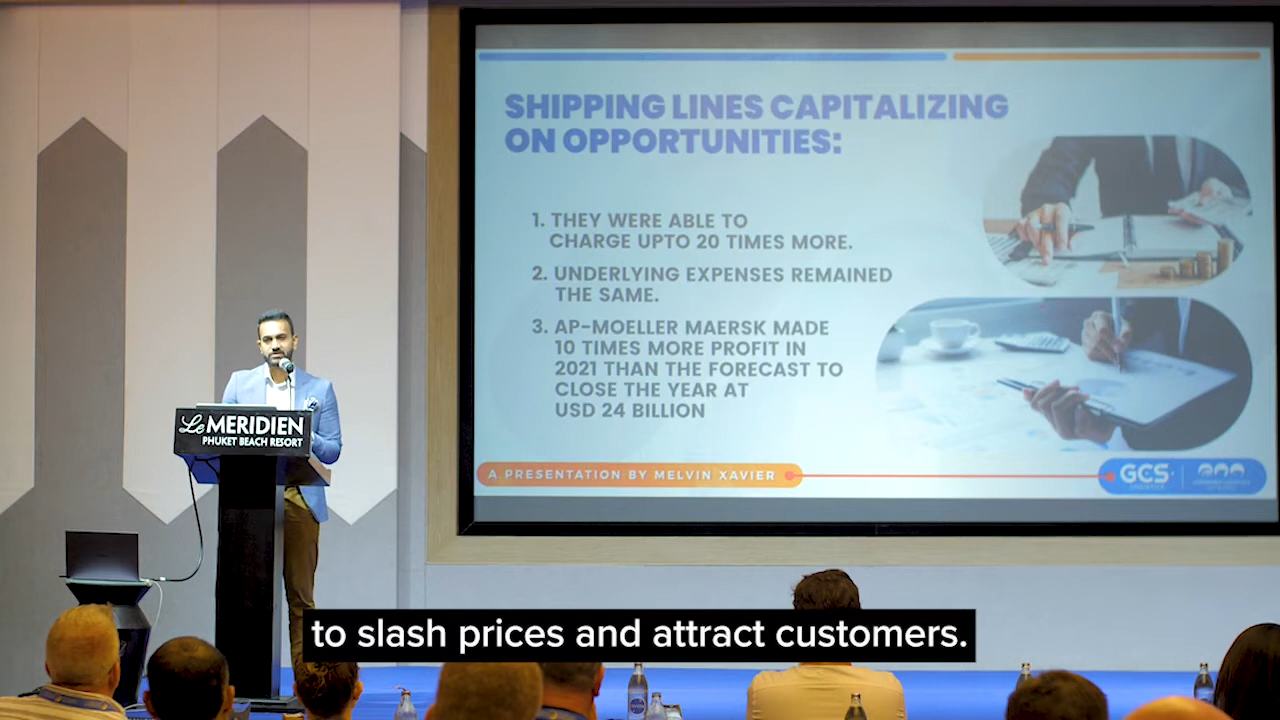 SHIPPING LINES CAPITALIZING
ON OPPORTUNITIES:
1. THEY WERE ABLE TO
CHARGE UPTO 20 TIMES MORE.
2. UNDERLYING EXPENSES REMAINED
THE SAME.
3. AP-MOELLER MAERSK MADE
10 TIMES MORE PROFIT IN
2021 THAN THE FORECAST TO
CLOSE THE YEAR AT
USD 24 BILLION
A PRESENTATION BY MELVIN XAVIER
GCS
LOGISTICS
Le MERIDIEN
PHUKET BEACH RESORT
to slash prices and attract customers.